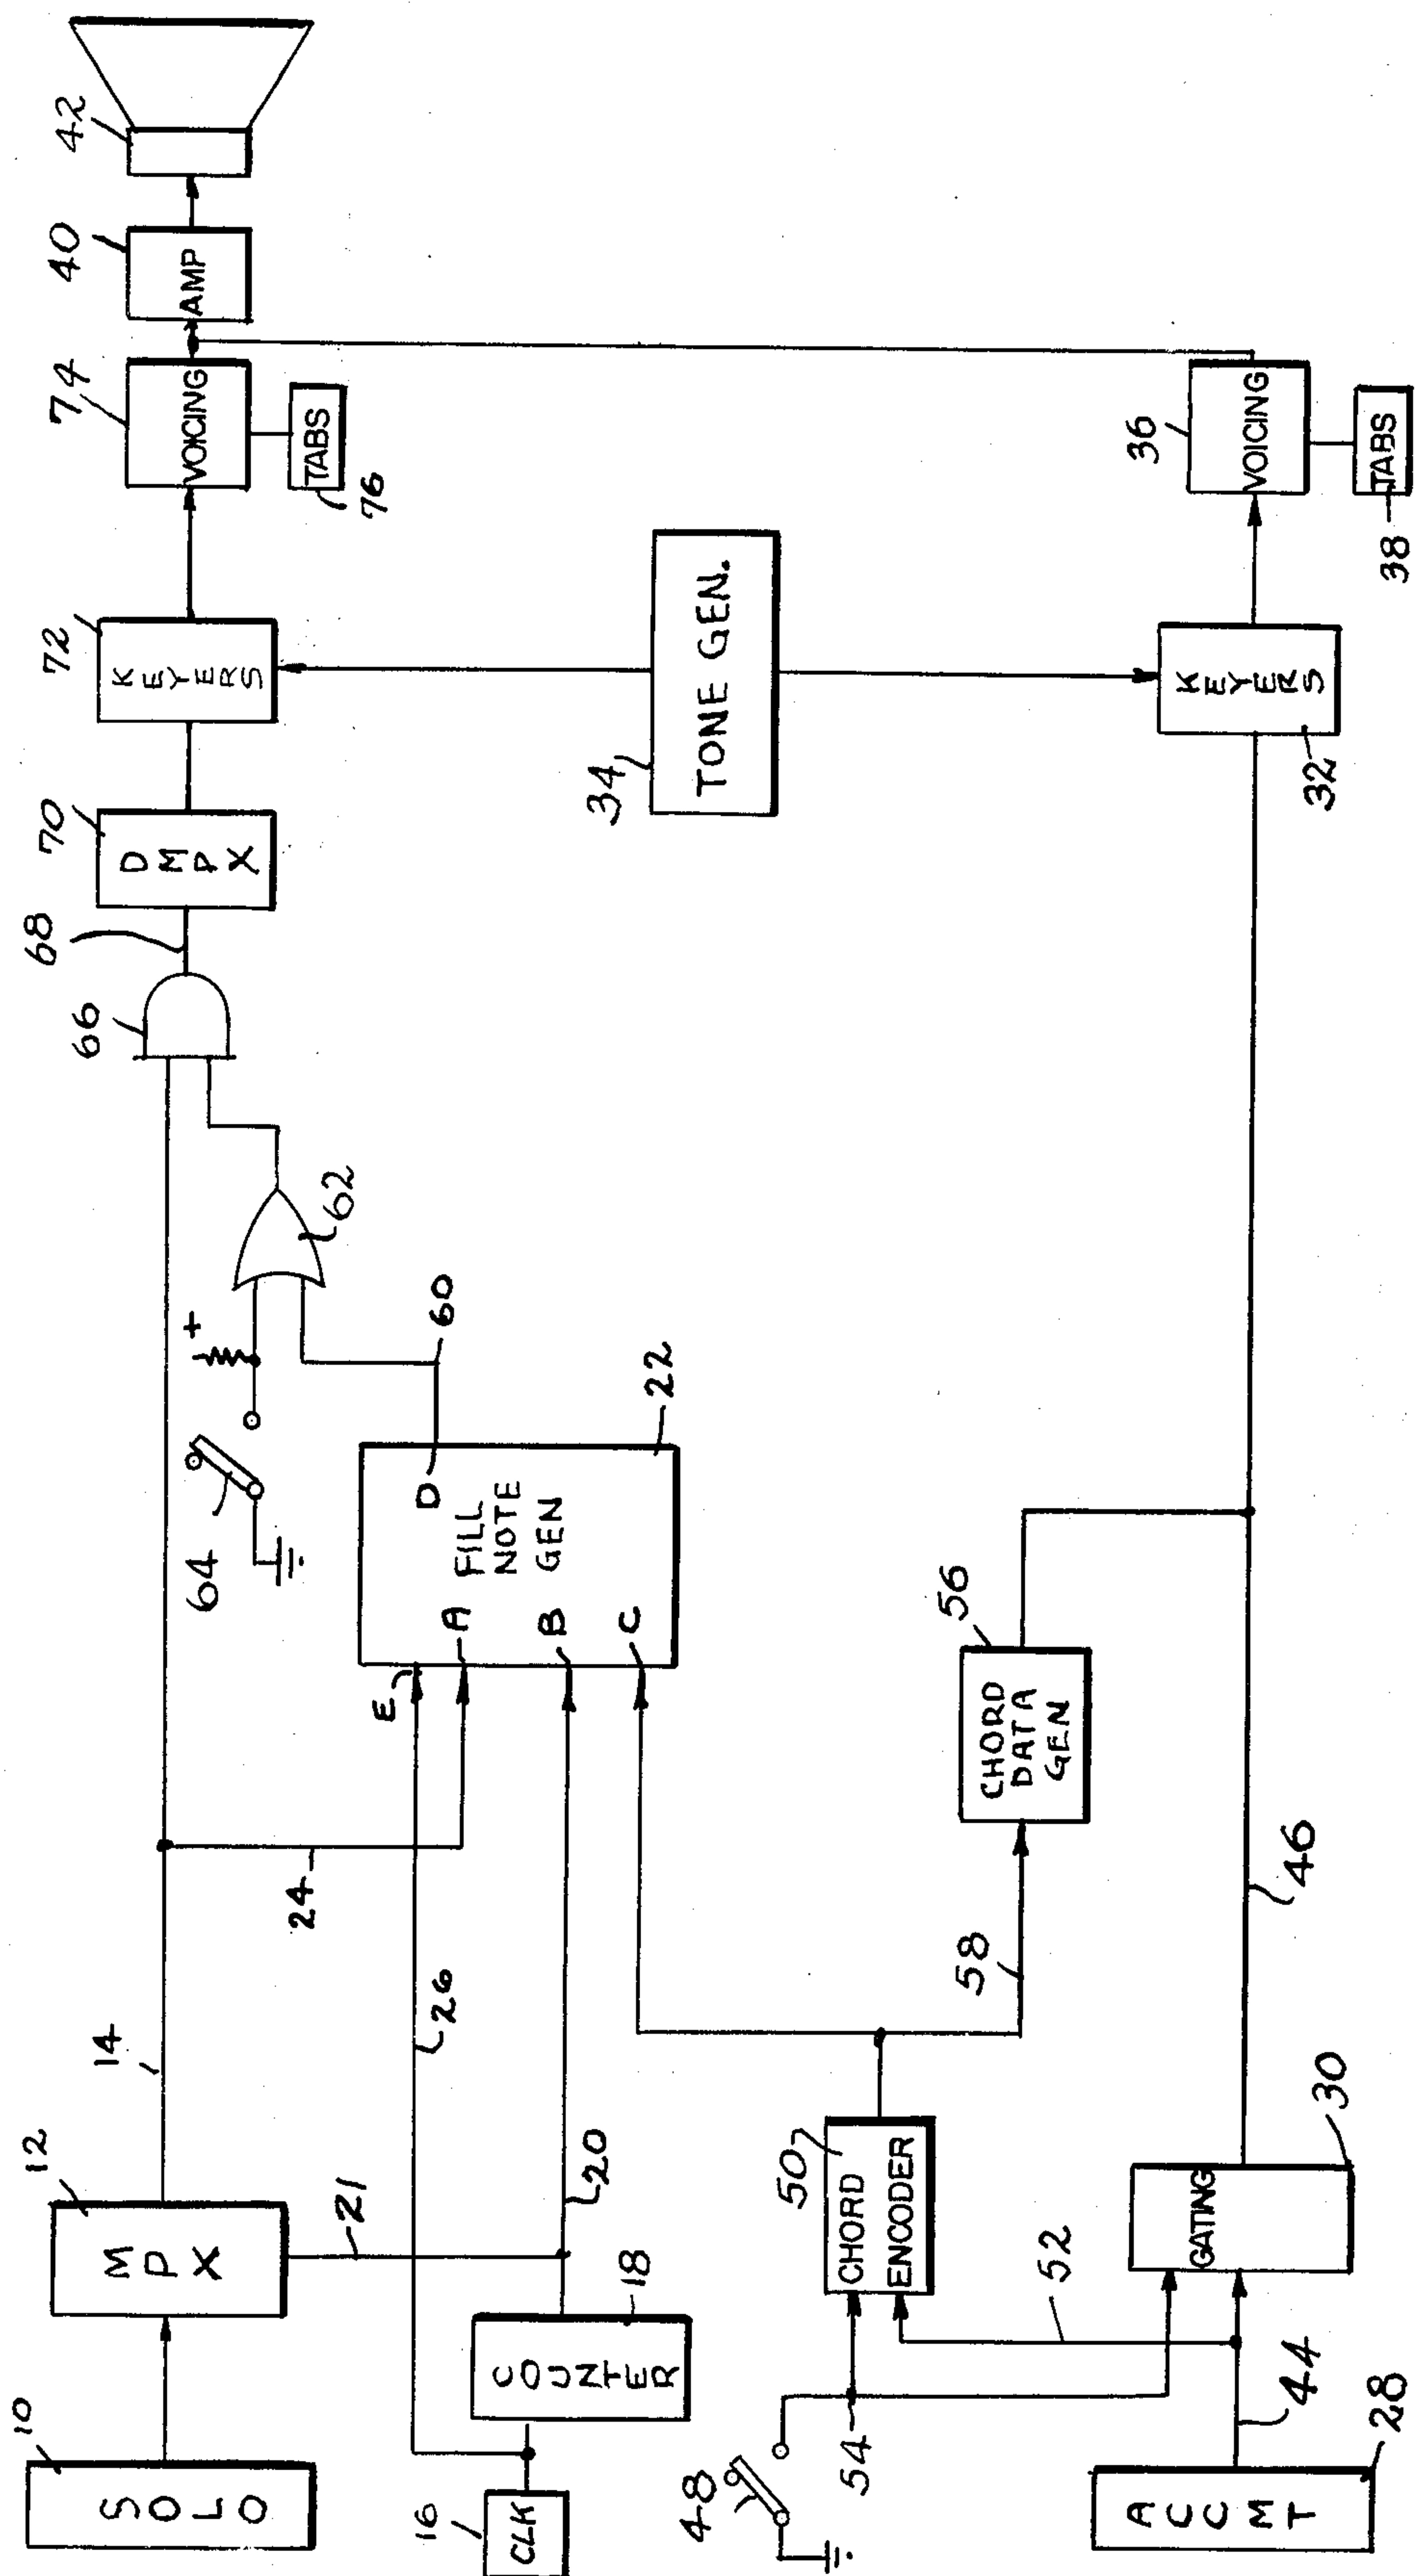 10
SOLO
12
MPX
14
21
16
CLK
18
COUNTER
20
26
24
E
A
B
C
D
FILL
NOTE
GEN
22
60
64
+
62
66
68
70
DMPX
72
KEYERS
74
VOICING
TABS
76
40
AMP
42
34
TONE GEN.
48
54
50
CHORD
ENCODER
52
58
56
CHORD
DATA
GEN
28
ACCMT
44
30
GATING
46
32
KEYERS
36
VOICING
38
TABS